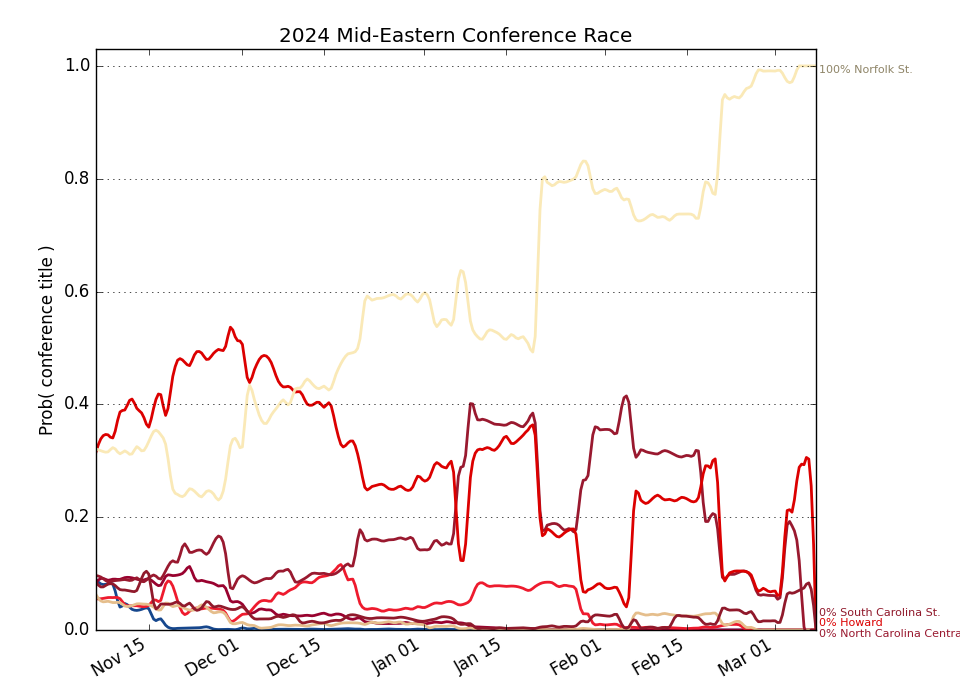 2024 Mid-Eastern Conference Race
Prob( conference title )
1.0
0.8
0.6
0.4
0.2
0.0
Nov 15
Dec 01
Dec 15
Jan 01
Jan 15
Feb 01
Feb 15
Mar 01
100% Norfolk St.
0% South Carolina St.
0% Howard
0% North Carolina Centra